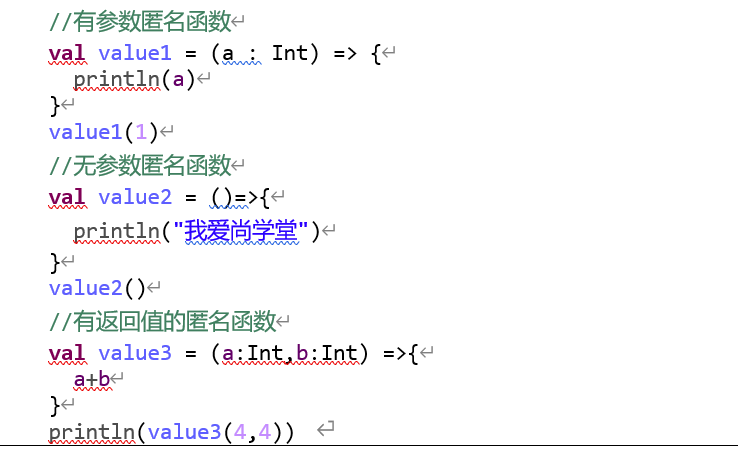 //有参数匿名函数↵
val value1 = (a : Int) => {↵
  println(a)↵
}↵
value1(1)↵
//无参数匿名函数↵
val value2 = ()=>{↵
  println("我爱尚学堂")↵
}↵
value2()↵
//有返回值的匿名函数↵
val value3 = (a:Int,b:Int) =>{↵
  a+b↵
}↵
println(value3(4,4)) ↵